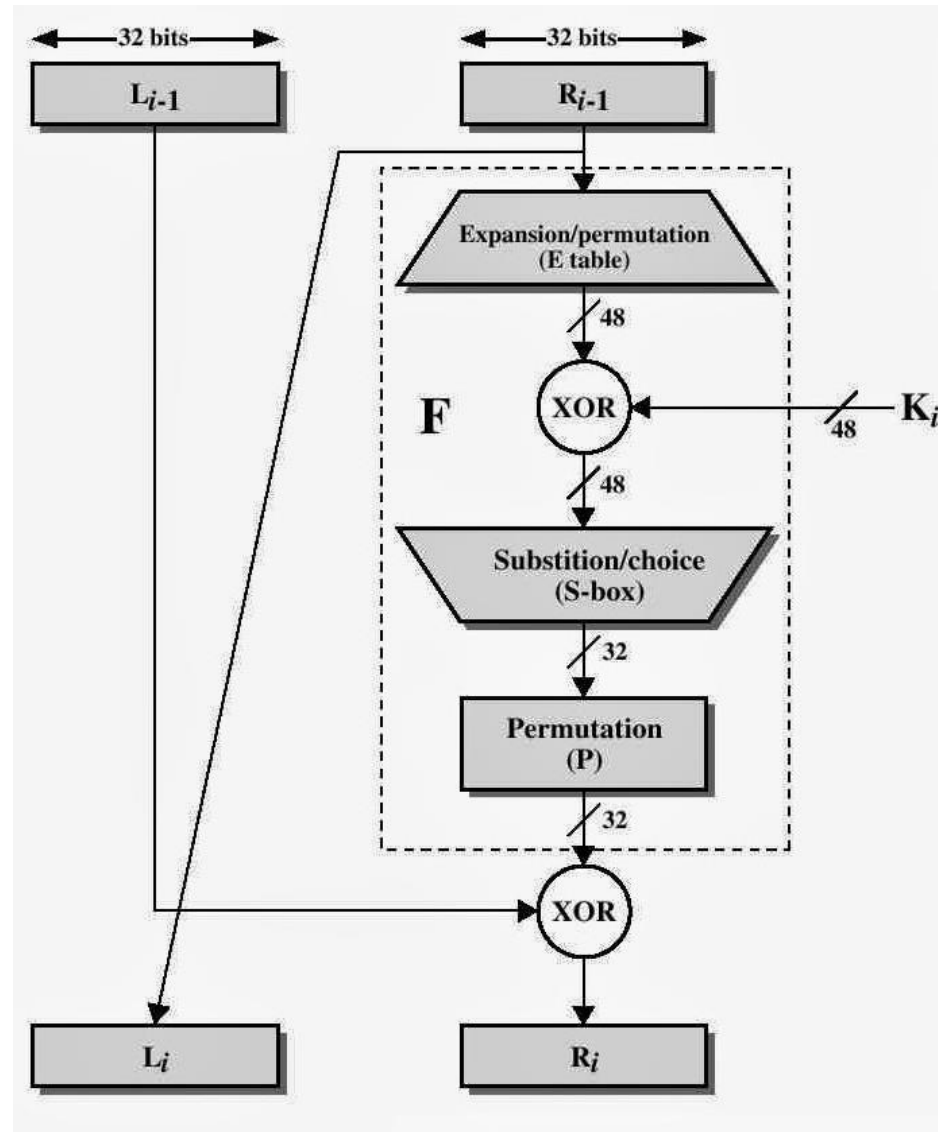 32 bits
32 bits
Li-1
Ri-1
Expansion/permutation
(E table)
48
F
XOR
Ki
48
48
Substition/choice
(S-box)
32
Permutation
(P)
32
XOR
Li
Ri